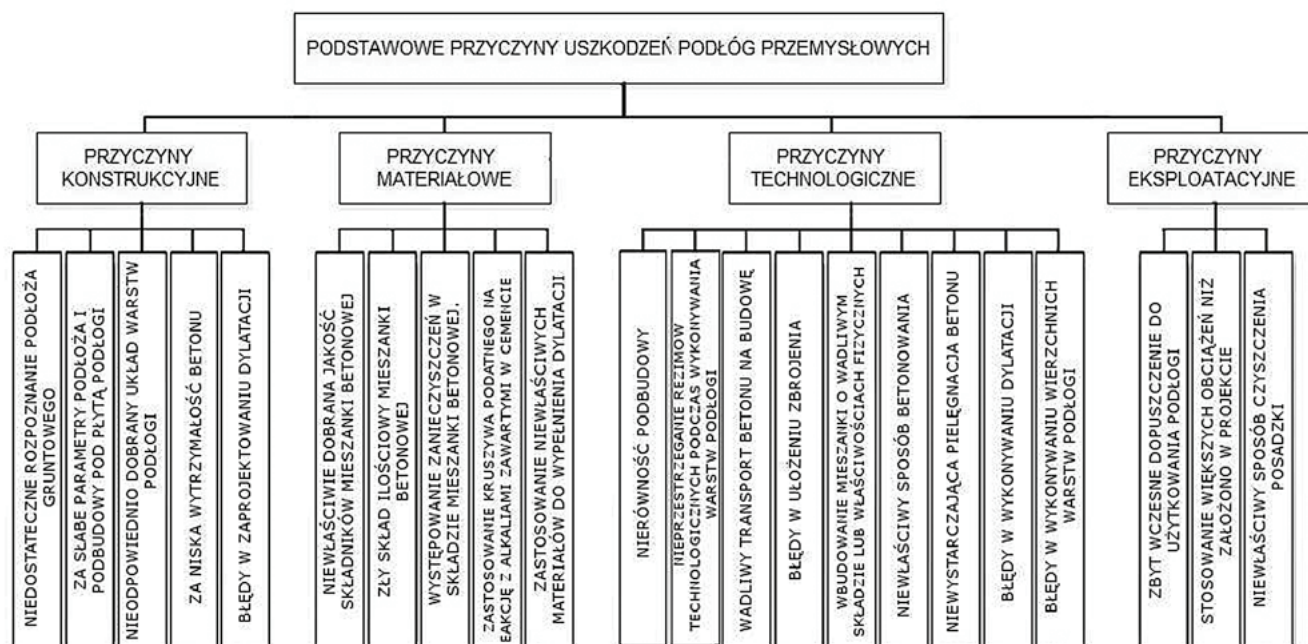 PODSTAWOWE PRZYCZYNY USZKODZEŃ PODŁÓG PRZEMYSŁOWYCH
PRZYCZYNY
KONSTRUKCYJNE
PRZYCZYNY
MATERIAŁOWE
PRZYCZYNY
TECHNOLOGICZNE
PRZYCZYNY
EKSPLOATACYJNE
NIEDOSTATECZNE ROZPOZNANIE PODŁOŻA
GRUNTOWEGO
ZA SŁABE PARAMETRY PODŁOŻA I
PODBUDOWY POD PŁYTĄ PODŁOGI
NIEODPOWIEDNIO DOBRANY UKŁAD WARSTW
PODŁOGI
ZA NISKA WYTRZYMAŁOŚĆ BETONU
BŁĘDY W ZAPROJEKTOWANIU DYLATACJI
NIEWŁAŚCIWIE DOBRANA JAKOŚĆ
SKŁADNIKÓW MIESZANKI BETONOWEJ
ZŁY SKŁAD ILOŚCIOWY MIESZANKI
BETONOWEJ
WYSTĘPOWANIE ZANIECZYSZCZEŃ W
SKŁADZIE MIESZANKI BETONOWEJ.
ZASTOSOWANIE KRUSZYWA PODATNEGO NA
EAKCJĘ Z ALKALIAMI ZAWARTYMI W CEMENCIE
ZASTOSOWANIE NIEWŁAŚCIWYCH
MATERIAŁÓW DO WYPEŁNIENIA DYLATACJI
NIERÓWNOŚĆ PODBUDOWY
NIEPRZESTRZEGANIE REZIMOW
TECHNOLOGICZNYCH PODCZAS WYKONYWANIA
WARSTW PODŁOGI
WADLIWY TRANSPORT BETONU NA BUDOWĘ
BŁĘDY W UŁOŻENIU ZBROJENIA
WBUDOWANIE MIESZANKI O WADLIWYM
SKŁADZIE LUB WŁAŚCIWOŚCIACH FIZYCZNYCH
NIEWŁAŚCIWY SPOSÓB BETONOWANIA
NIEWYSTARCZAJĄCA PIELĘGNACJA BETONU
BŁĘDY W WYKONYWANIU DYLATACJI
BŁĘDY W WYKONYWANIU WIERZCHNICH
WARSTW PODŁOGI
ZBYT WCZESNE DOPUSZCZENIE DO
UŻYTKOWANIA PODŁOGI
STOSOWANIE WIĘKSZYCH OBCIĄŻEŃ NIŻ
ZAŁOŻONO W PROJEKCIE
NIEWŁAŚCIWY SPOSÓB CZYSZCZENIA
POSADZKI